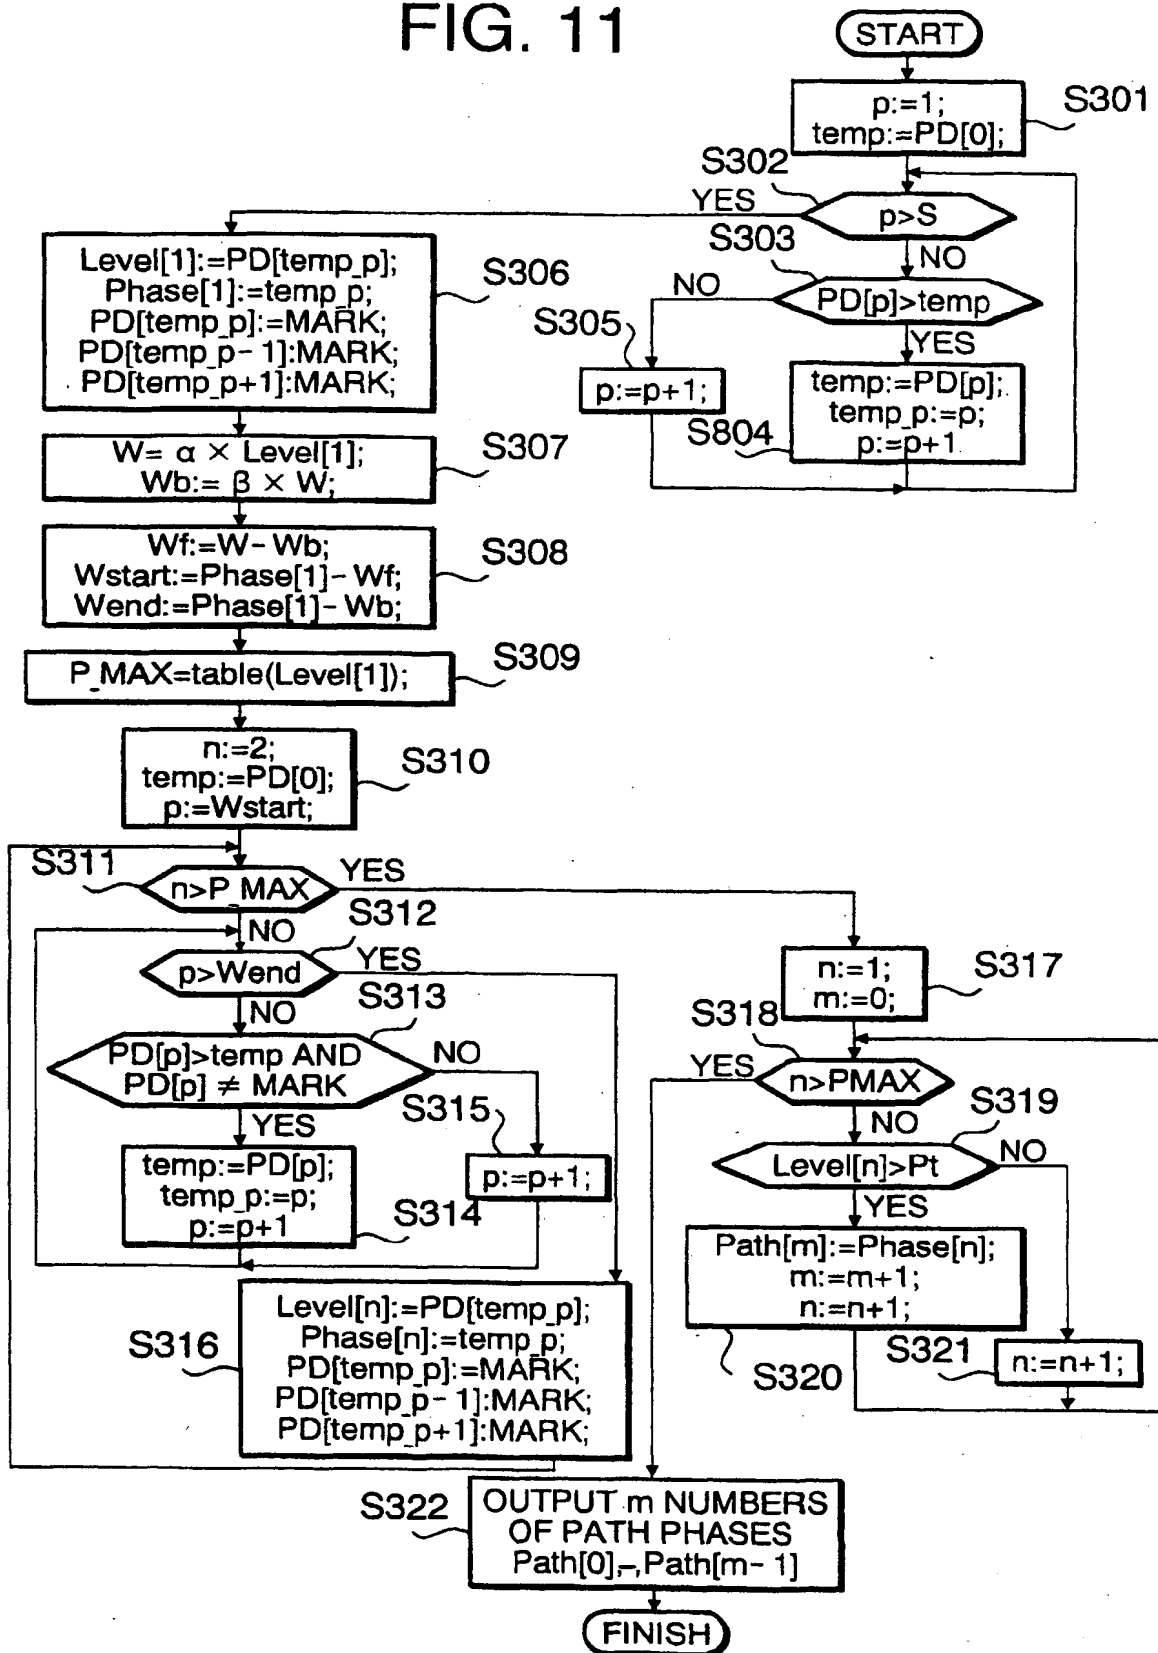 FIG. 11
START
p:=1;
temp:=PD[0];
S301
S302
YES
p>S
NO
S303
PD[p]>temp
NO
YES
S305
p:=p+1;
temp:=PD[p];
temp_p:=p;
p:=p+1
S804
Level[1]:=PD[temp_p];
Phase[1]:=temp_p;
PD[temp_p]:=MARK;
PD[temp_p-1]:MARK;
PD[temp_p+1]:MARK;
S306
W= α × Level[1];
Wb:= β × W;
S307
Wf:=W-Wb;
Wstart:=Phase[1]-Wf;
Wend:=Phase[1]-Wb;
S308
P_MAX=table(Level[1]);
S309
n:=2;
temp:=PD[0];
p:=Wstart;
S310
S311
n>P_MAX
YES
NO
S312
p>Wend
YES
NO
S313
PD[p]>temp AND
PD[p] ≠ MARK
NO
YES
S315
p:=p+1;
temp:=PD[p];
temp_p:=p;
p:=p+1
S314
S316
Level[n]:=PD[temp_p];
Phase[n]:=temp_p;
PD[temp_p]:=MARK;
PD[temp_p-1]:MARK;
PD[temp_p+1]:MARK;
n:=1;
m:=0;
S317
S318
YES
n>PMAX
NO
S319
Level[n]>Pt
NO
YES
Path[m]:=Phase[n];
m:=m+1;
n:=n+1;
S320
S321
n:=n+1;
S322
OUTPUT m NUMBERS
OF PATH PHASES
Path[0],-,Path[m-1]
FINISH